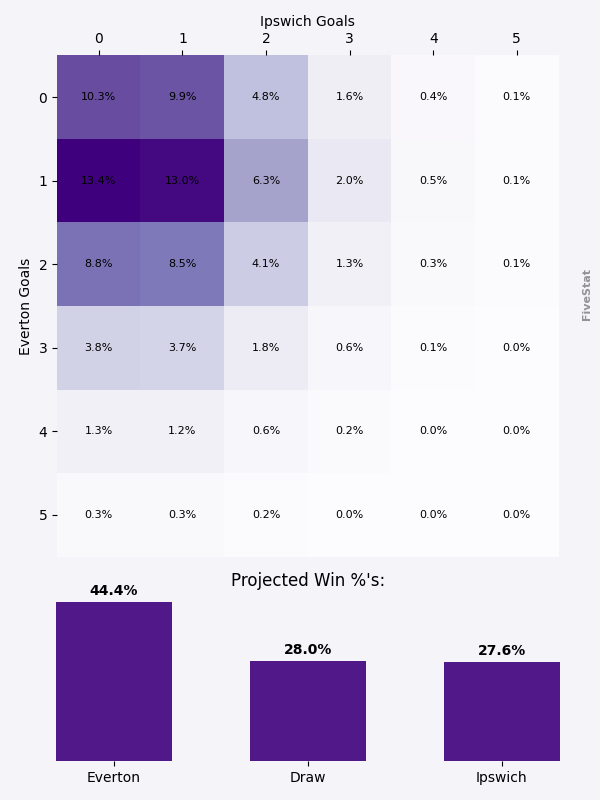 Ipswich Goals
0 1 2 3 4 5
0 10.3% 9.9% 4.8% 1.6% 0.4% 0.1%
1 13.4% 13.0% 6.3% 2.0% 0.5% 0.1%
2 8.8% 8.5% 4.1% 1.3% 0.3% 0.1%
3 3.8% 3.7% 1.8% 0.6% 0.1% 0.0%
4 1.3% 1.2% 0.6% 0.2% 0.0% 0.0%
5 0.3% 0.3% 0.2% 0.0% 0.0% 0.0%
Everton Goals
FiveStat
Projected Win %'s:
44.4% 28.0% 27.6%
Everton Draw Ipswich